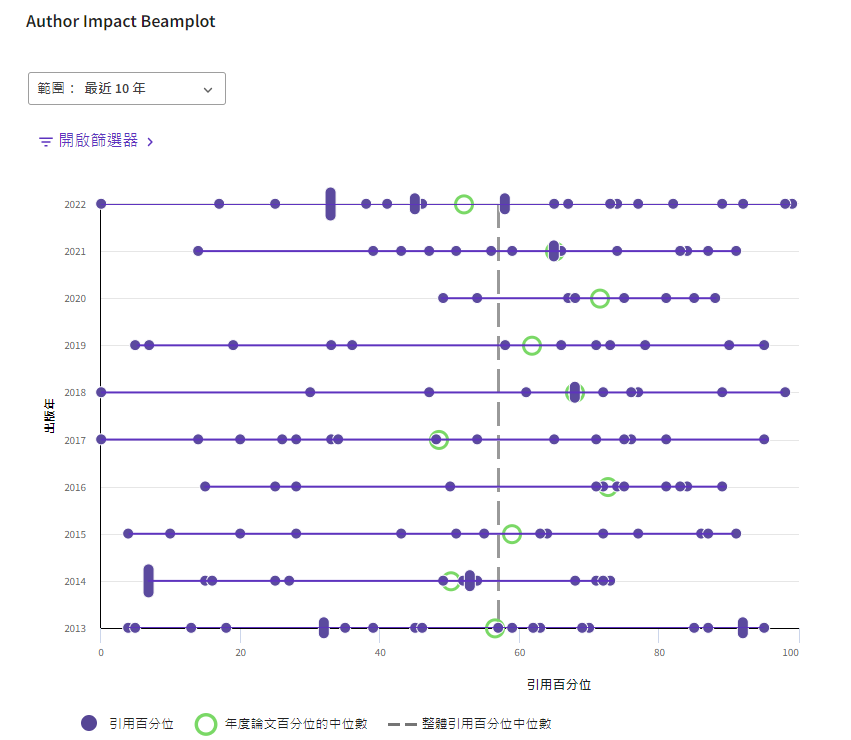 Author Impact Beamplot
範圍： 最近 10 年
開啟篩選器
2022
2021
2020
2019
2018
2017
2016
2015
2014
2013
出版年
0 20 40 60 80 100
引用百分位
引用百分位 年度論文百分位的中位數 整體引用百分位中位數